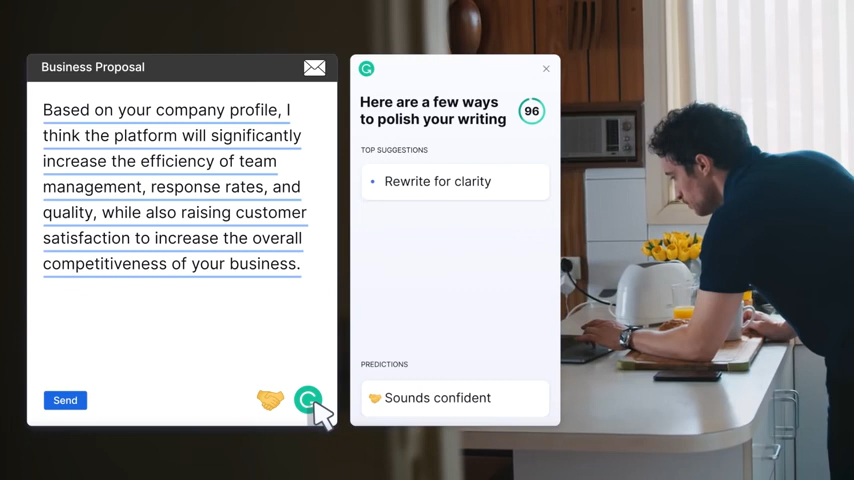 Business Proposal
Based on your company profile, I
think the platform will significantly
increase the efficiency of team
management, response rates, and
quality, while also raising customer
satisfaction to increase the overall
competitiveness of your business.
Send
Here are a few ways
to polish your writing
96
TOP SUGGESTIONS
Rewrite for clarity
PREDICTIONS
Sounds confident